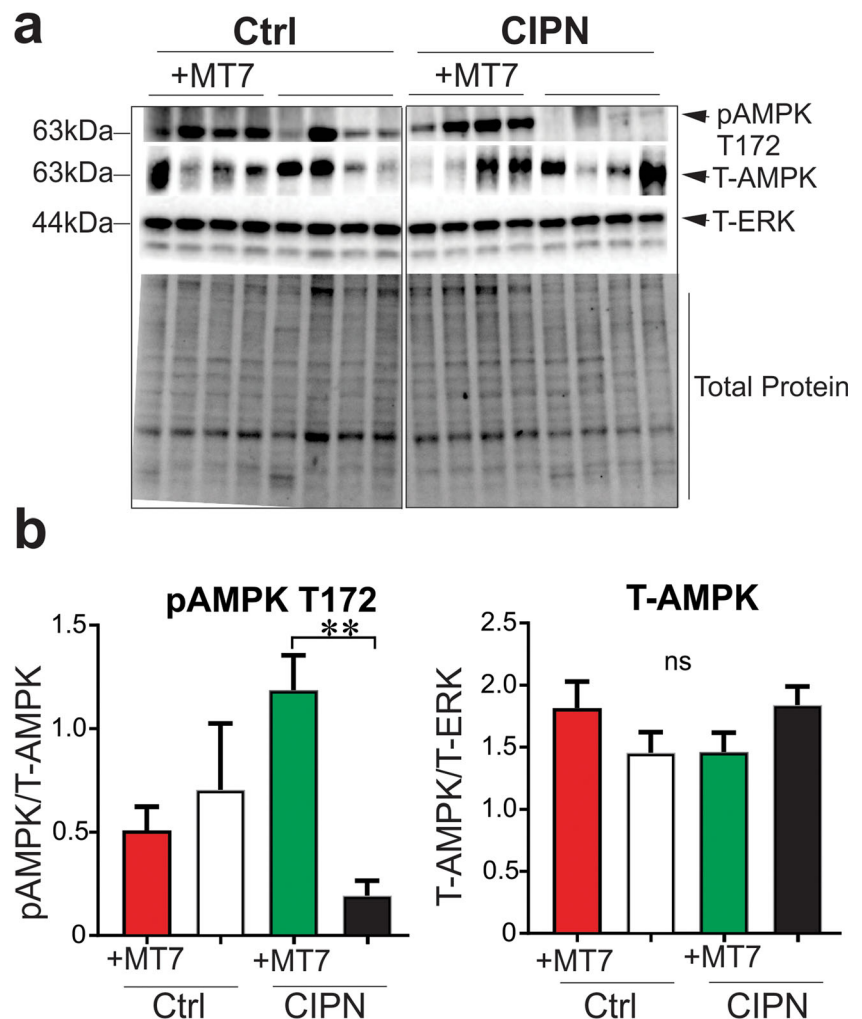 a
Ctrl
CIPN
+MT7
+MT7
63kDa
pAMPK
T172
63kDa
T-AMPK
44kDa
T-ERK
Total Protein
b
pAMPK T172
pAMPK/T-AMPK
1.5
1.0
0.5
0
**
+MT7
+MT7
Ctrl
CIPN
T-AMPK
T-AMPK/T-ERK
2.5
2.0
1.5
1.0
0.5
0
ns
+MT7
+MT7
Ctrl
CIPN